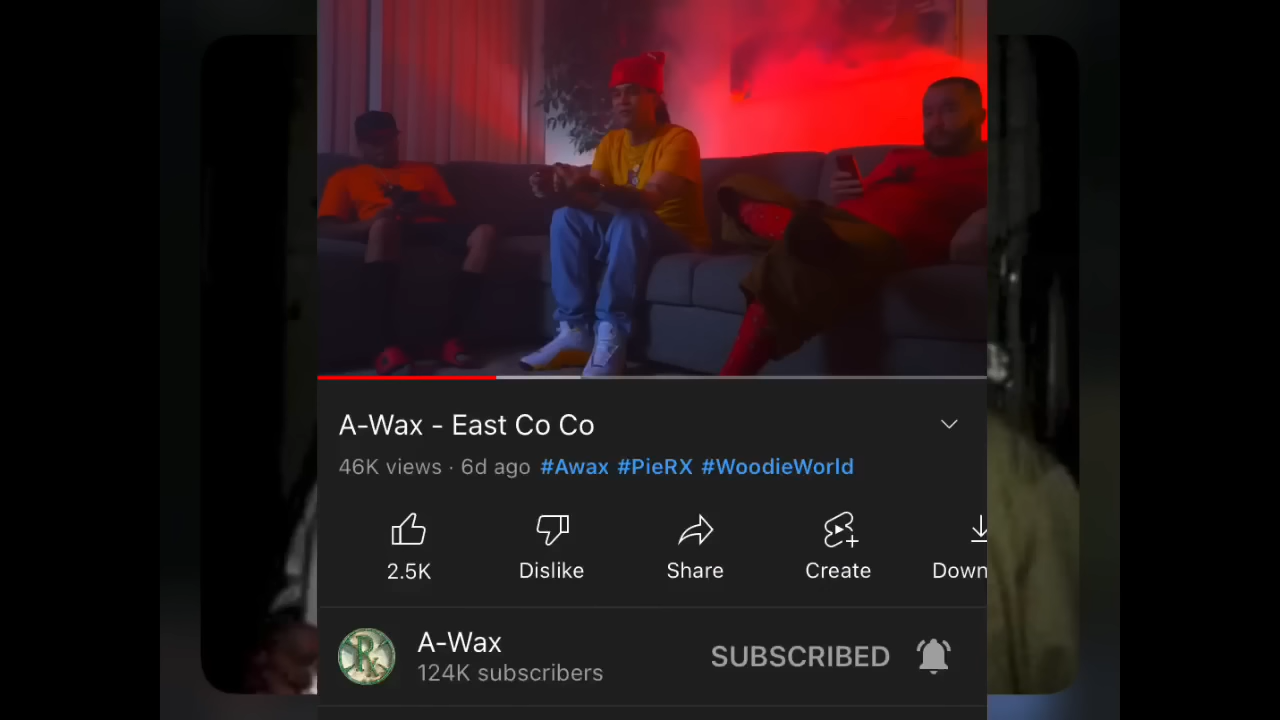 A-Wax - East Co Co
46K views · 6d ago #Awax #PieRX #WoodieWorld
2.5K Dislike Share Create Down
A-Wax
124K subscribers
SUBSCRIBED
Rx